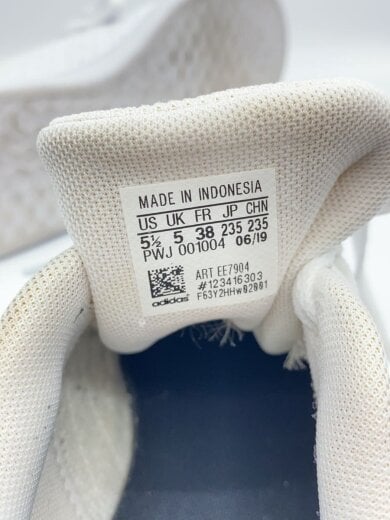 MADE IN INDONESIA
US UK FR JP CHN
5½ 5 38 235 235
PWJ 001004 06/19
ART EE7904
#123416303
adidas F63Y2HHw02001